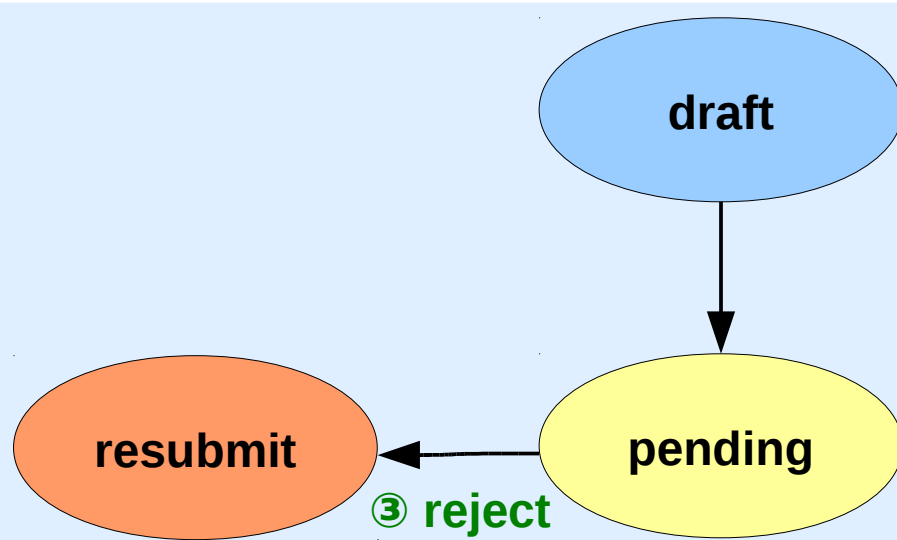 draft
resubmit
pending
③ reject